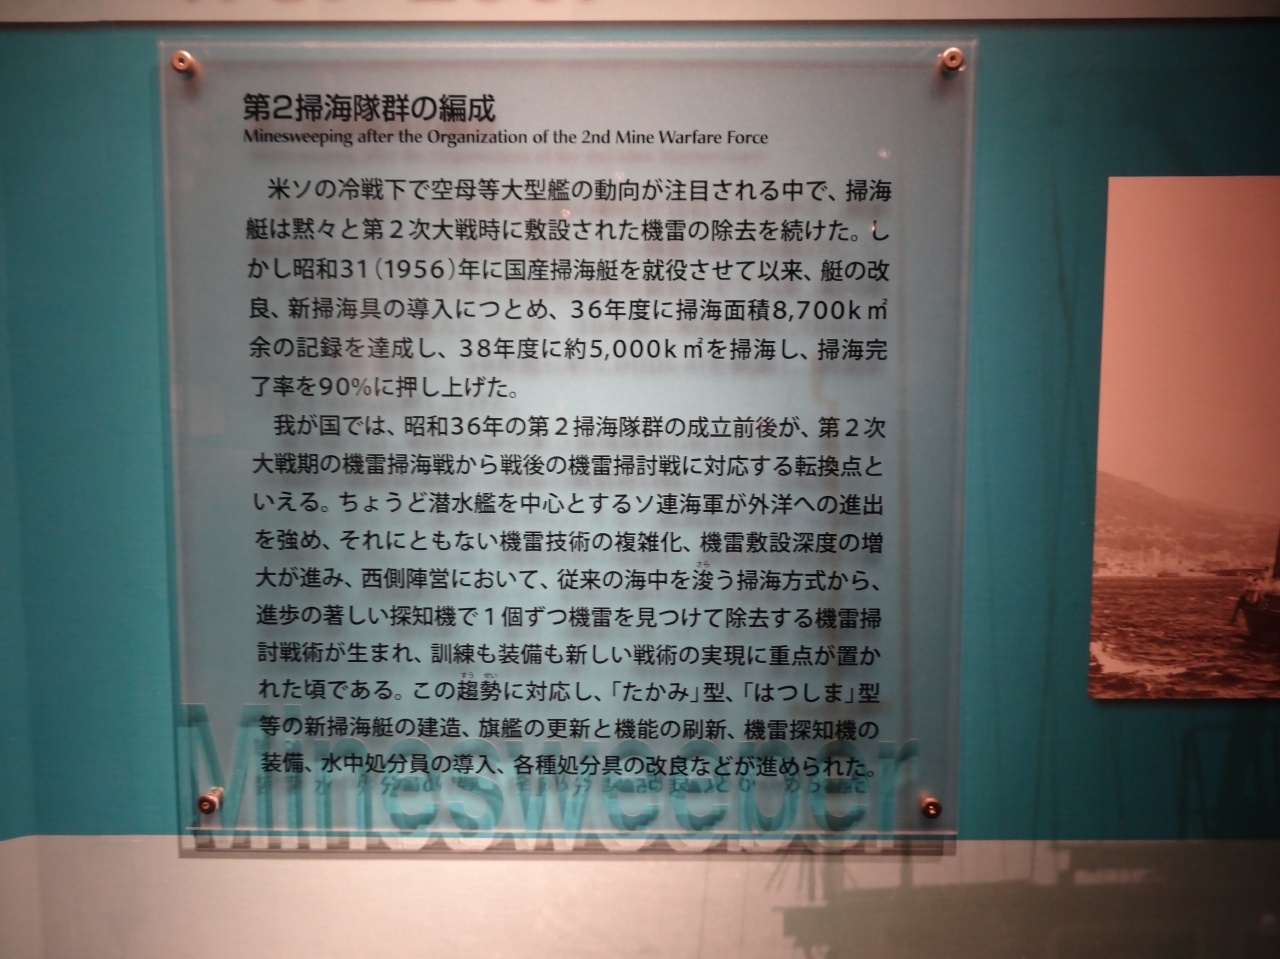 第2掃海隊群の編成
Minesweeping after the Organization of the 2nd Mine Warfare Force
米ソの冷戦下で空母等大型艦の動向が注目される中で、掃海
艇は黙々と第２次大戦時に敷設された機雷の除去を続けた。し
かし昭和31（1956）年に国産掃海艇を就役させて以来、艇の改
良、新掃海具の導入につとめ、36年度に掃海面積8,700k㎡
余の記録を達成し、38年度に約5,000k㎡を掃海し、掃海完
了率を90%に押し上げた。
我が国では、昭和36年の第２掃海隊群の成立前後が、第２次
大戦期の機雷掃海戦から戦後の機雷掃討戦に対応する転換点と
いえる。ちょうど潜水艦を中心とするソ連海軍が外洋への進出
を強め、それにともない機雷技術の複雑化、機雷敷設深度の増
大が進み、西側陣営において、従来の海中を浚う掃海方式から、
進歩の著しい探知機で１個ずつ機雷を見つけて除去する機雷掃
討戦術が生まれ、訓練も装備も新しい戦術の実現に重点が置か
れた頃である。この趨勢に対応し、「たかみ」型、「はつしま」型
等の新掃海艇の建造、旗艦の更新と機能の刷新、機雷探知機の
装備、水中処分員の導入、各種処分具の改良などが進められた。
Minesweeper